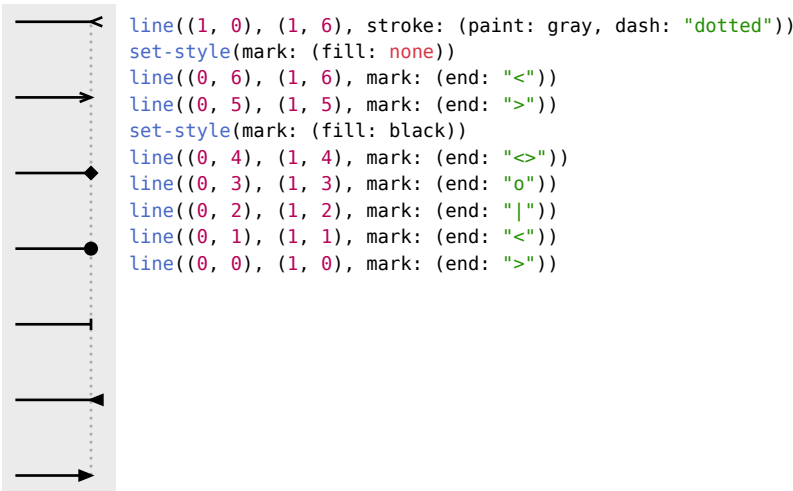 line((1, 0), (1, 6), stroke: (paint: gray, dash: "dotted"))
set-style(mark: (fill: none))
line((0, 6), (1, 6), mark: (end: "<"))
line((0, 5), (1, 5), mark: (end: ">"))
set-style(mark: (fill: black))
line((0, 4), (1, 4), mark: (end: "<>"))
line((0, 3), (1, 3), mark: (end: "o"))
line((0, 2), (1, 2), mark: (end: "|"))
line((0, 1), (1, 1), mark: (end: "<"))
line((0, 0), (1, 0), mark: (end: ">"))